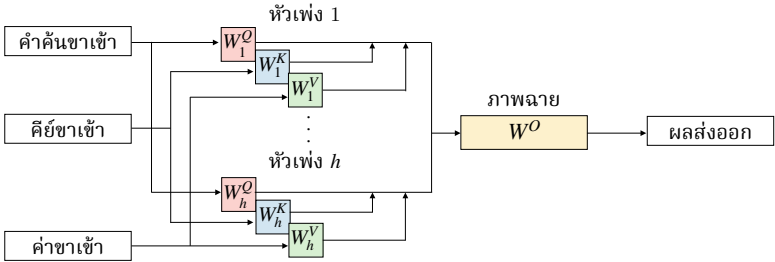 หัวเพ่ง 1
คำค้นขาเข้า
W_1^Q
W_1^K
W_1^V
ภาพฉาย
คีย์ขาเข้า
W^O
ผลส่งออก
หัวเพ่ง h
W_h^Q
W_h^K
W_h^V
ค่าขาเข้า